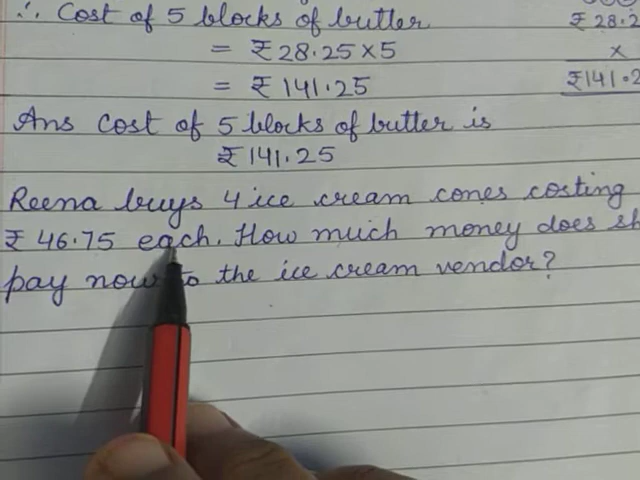 ∴ Cost of 5 blocks of butter
= ₹28.25×5
= ₹141.25
₹28.2
×
₹141.2
Ans Cost of 5 blocks of butter is
₹141.25
Reena buys 4 ice cream cones costing
₹ 46.75 each. How much money does sh
pay now to the ice cream vendor?